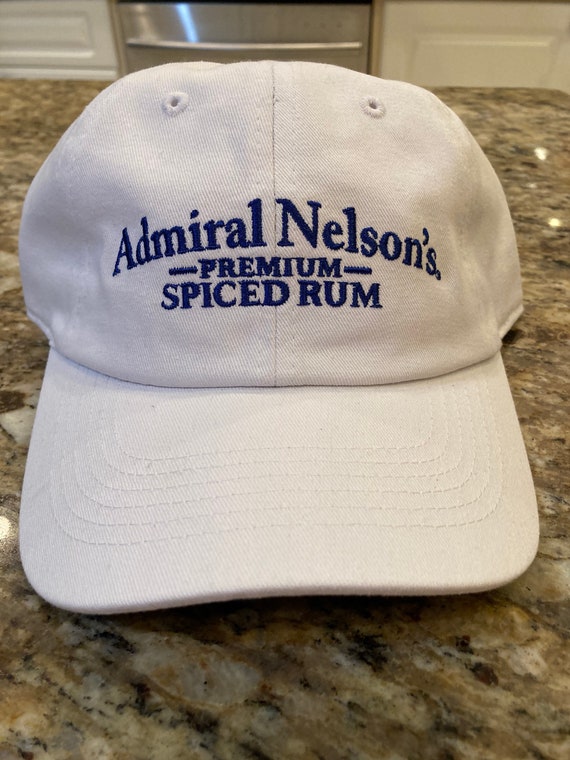 Admiral Nelson's.
—PREMIUM—
SPICED RUM